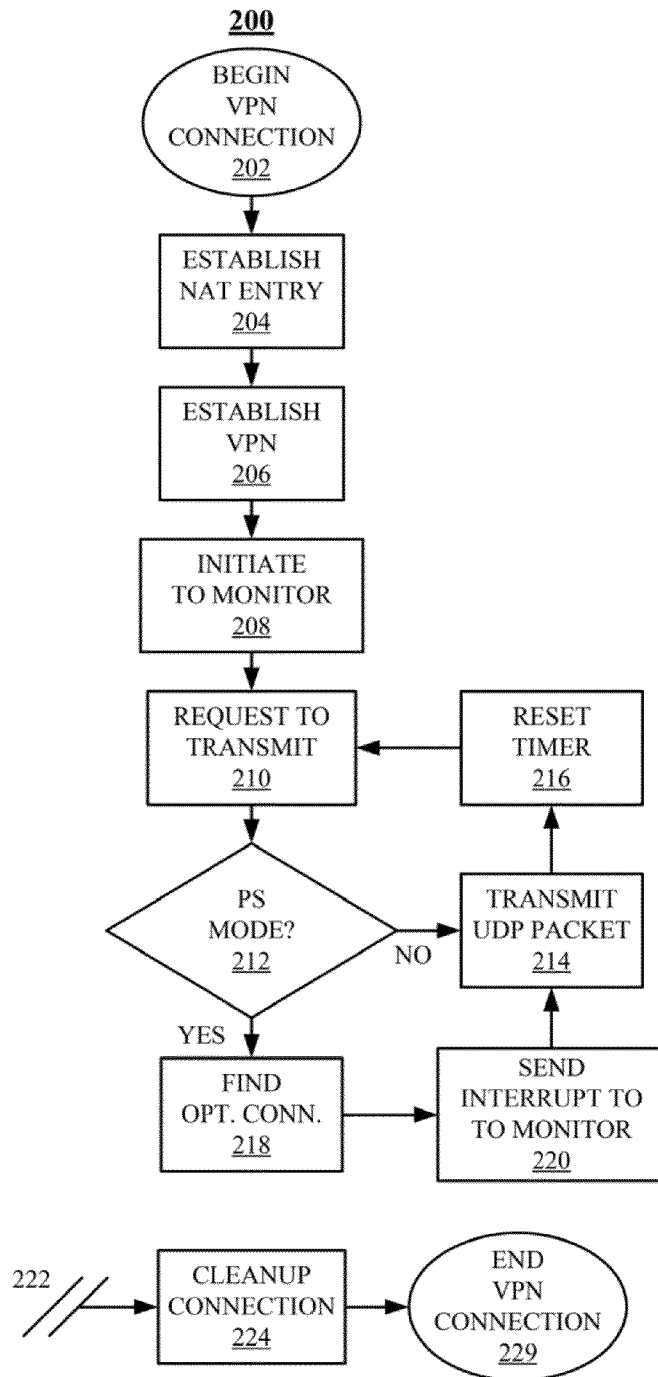 200
BEGIN
VPN
CONNECTION
202
ESTABLISH
NAT ENTRY
204
ESTABLISH
VPN
206
INITIATE
TO MONITOR
208
REQUEST TO
TRANSMIT
210
RESET
TIMER
216
PS
MODE?
212
NO
TRANSMIT
UDP PACKET
214
YES
FIND
OPT. CONN.
218
SEND
INTERRUPT TO
TO MONITOR
220
222
CLEANUP
CONNECTION
224
END
VPN
CONNECTION
229